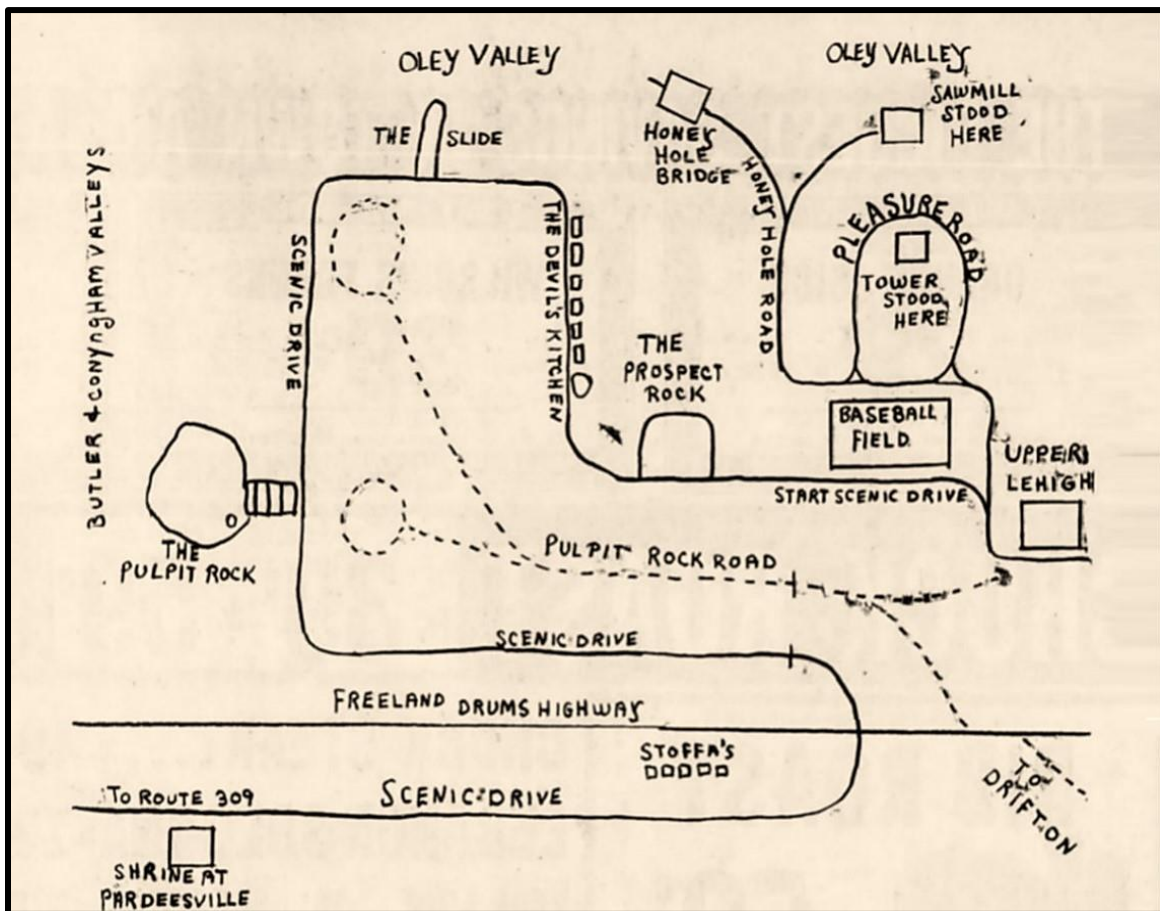 OLEY VALLEY
OLEY VALLEY
THE SLIDE
HONEY
HOLE
BRIDGE
SAWMILL
STOOD
HERE
BUTLER & CONYNGHAM VALLEYS
SCENIC DRIVE
THE DEVIL'S KITCHEN
HONEY HOLE ROAD
PLEASURE ROAD
TOWER
STOOD
HERE
THE
PROSPECT
ROCK
BASEBALL
FIELD
UPPER
LEHIGH
START SCENIC DRIVE
THE
PULPIT ROCK
PULPIT ROCK ROAD
SCENIC DRIVE
FREELAND DRUMS HIGHWAY
STOFFA'S
TO ROUTE 309
SCENIC DRIVE
TO
DRIFTON
SHRINE AT
PARDEESVILLE